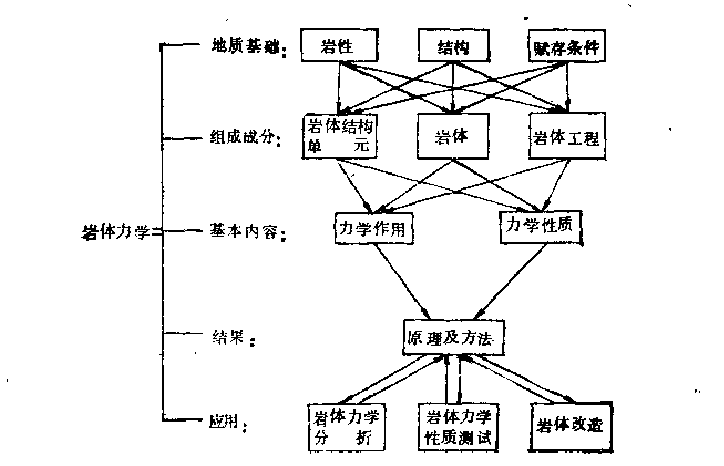 地质基础：
岩性
结构
赋存条件
组成成分：
岩体结构
单元
岩体
岩体工程
岩体力学
基本内容：
力学作用
力学性质
结果：
原理及方法
应用：
岩体力学
分折
岩体力学
性质测试
岩体改造